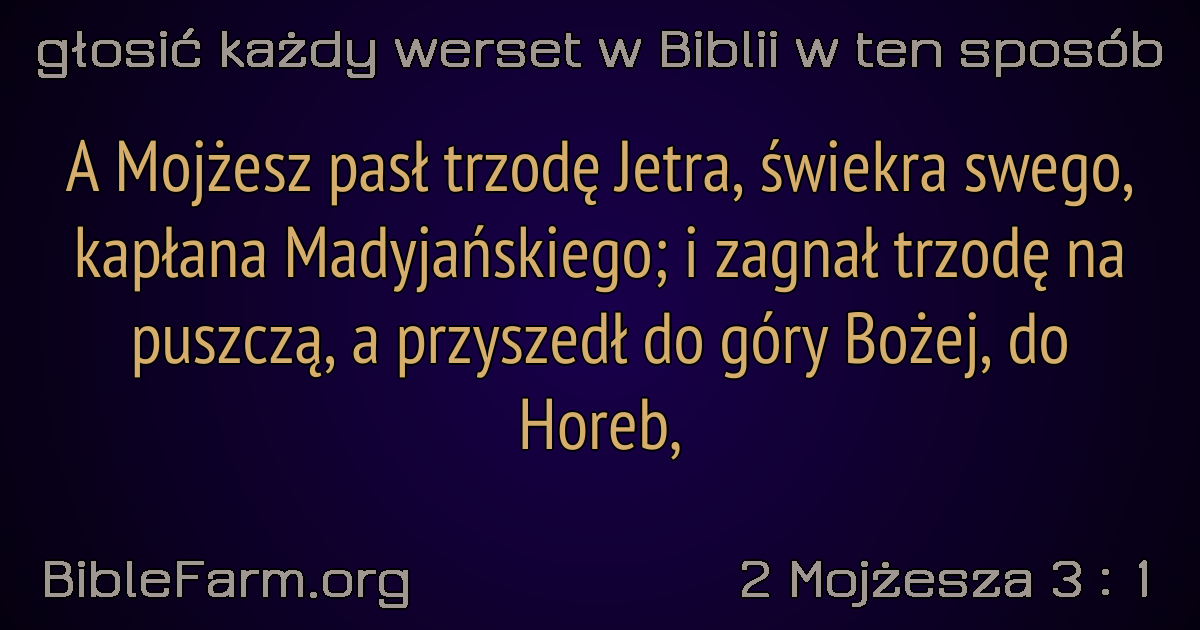 głosić każdy werset w Biblii w ten sposób
A Mojżesz pasł trzodę Jetra, świekra swego,
kapłana Madyjańskiego; i zagnał trzodę na
puszczą, a przyszedł do góry Bożej, do
Horeb,
BibleFarm.org
2 Mojżesza 3 : 1